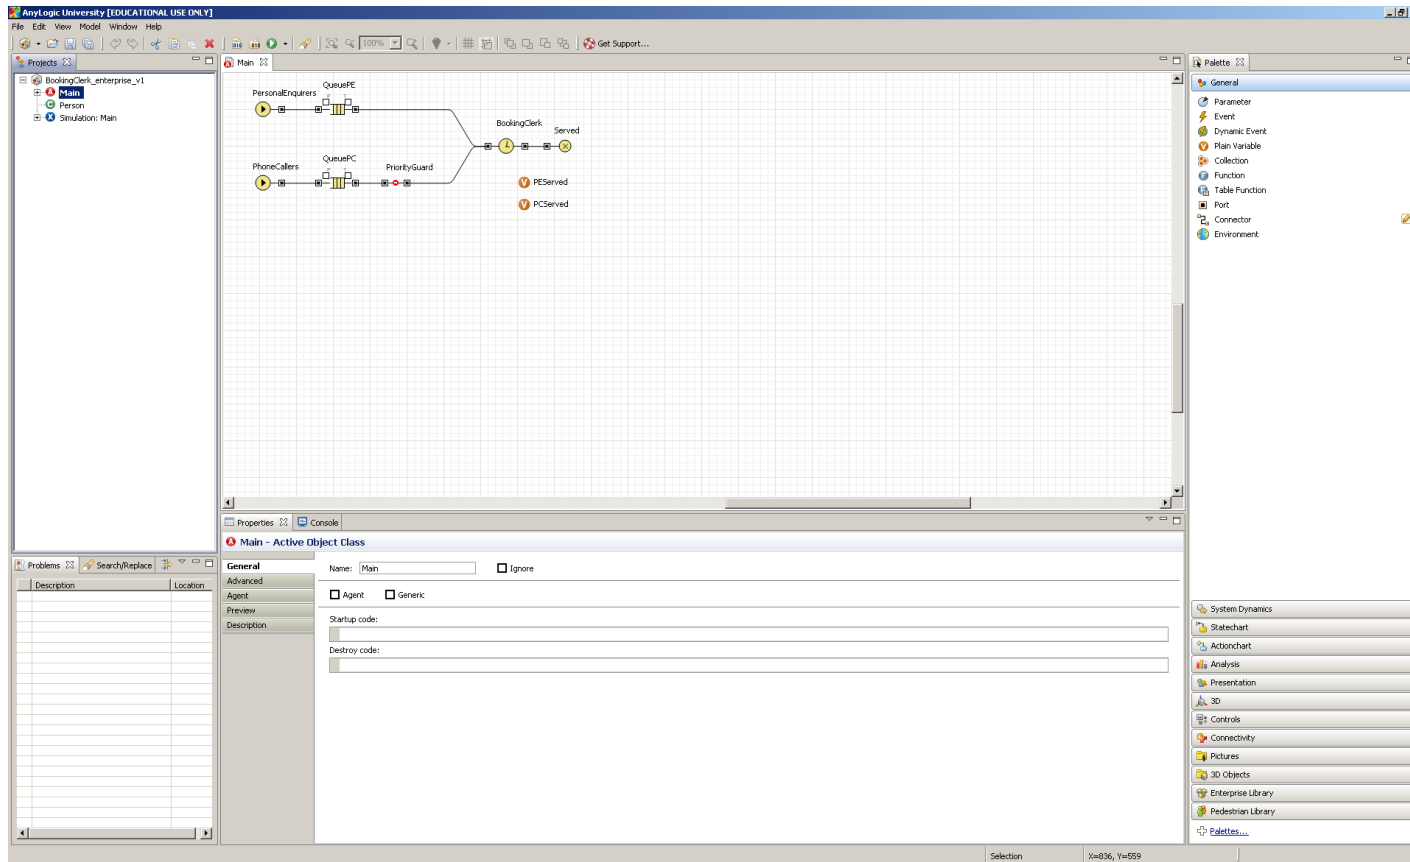 AnyLogic University [EDUCATIONAL USE ONLY]
File Edit View Model Window Help
100%
Get Support...
Projects
BookingClerk_enterprise_v1
Main
Person
Simulation: Main
Main
PersonalEnquirers
QueuePE
BookingClerk
Served
PhoneCallers
QueuePC
PriorityGuard
PEServed
PCServed
Palette
General
Parameter
Event
Dynamic Event
Plain Variable
Collection
Function
Table Function
Port
Connector
Environment
System Dynamics
Statechart
Actionchart
Analysis
Presentation
3D
Controls
Connectivity
Pictures
3D Objects
Enterprise Library
Pedestrian Library
Palettes...
Problems Search/Replace
Description Location
Properties Console
Main - Active Object Class
General
Advanced
Agent
Preview
Description
Name: Main Ignore
Agent Generic
Startup code:
Destroy code:
Selection X=836, Y=559